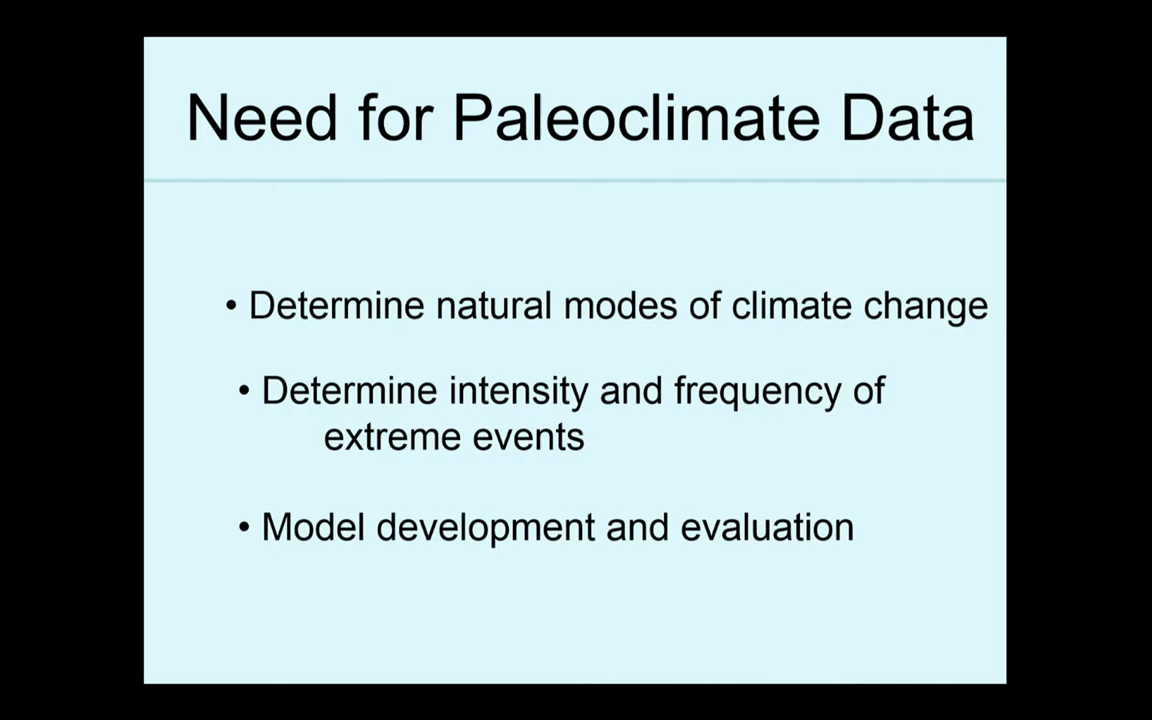 Need for Paleoclimate Data
• Determine natural modes of climate change
• Determine intensity and frequency of
extreme events
• Model development and evaluation